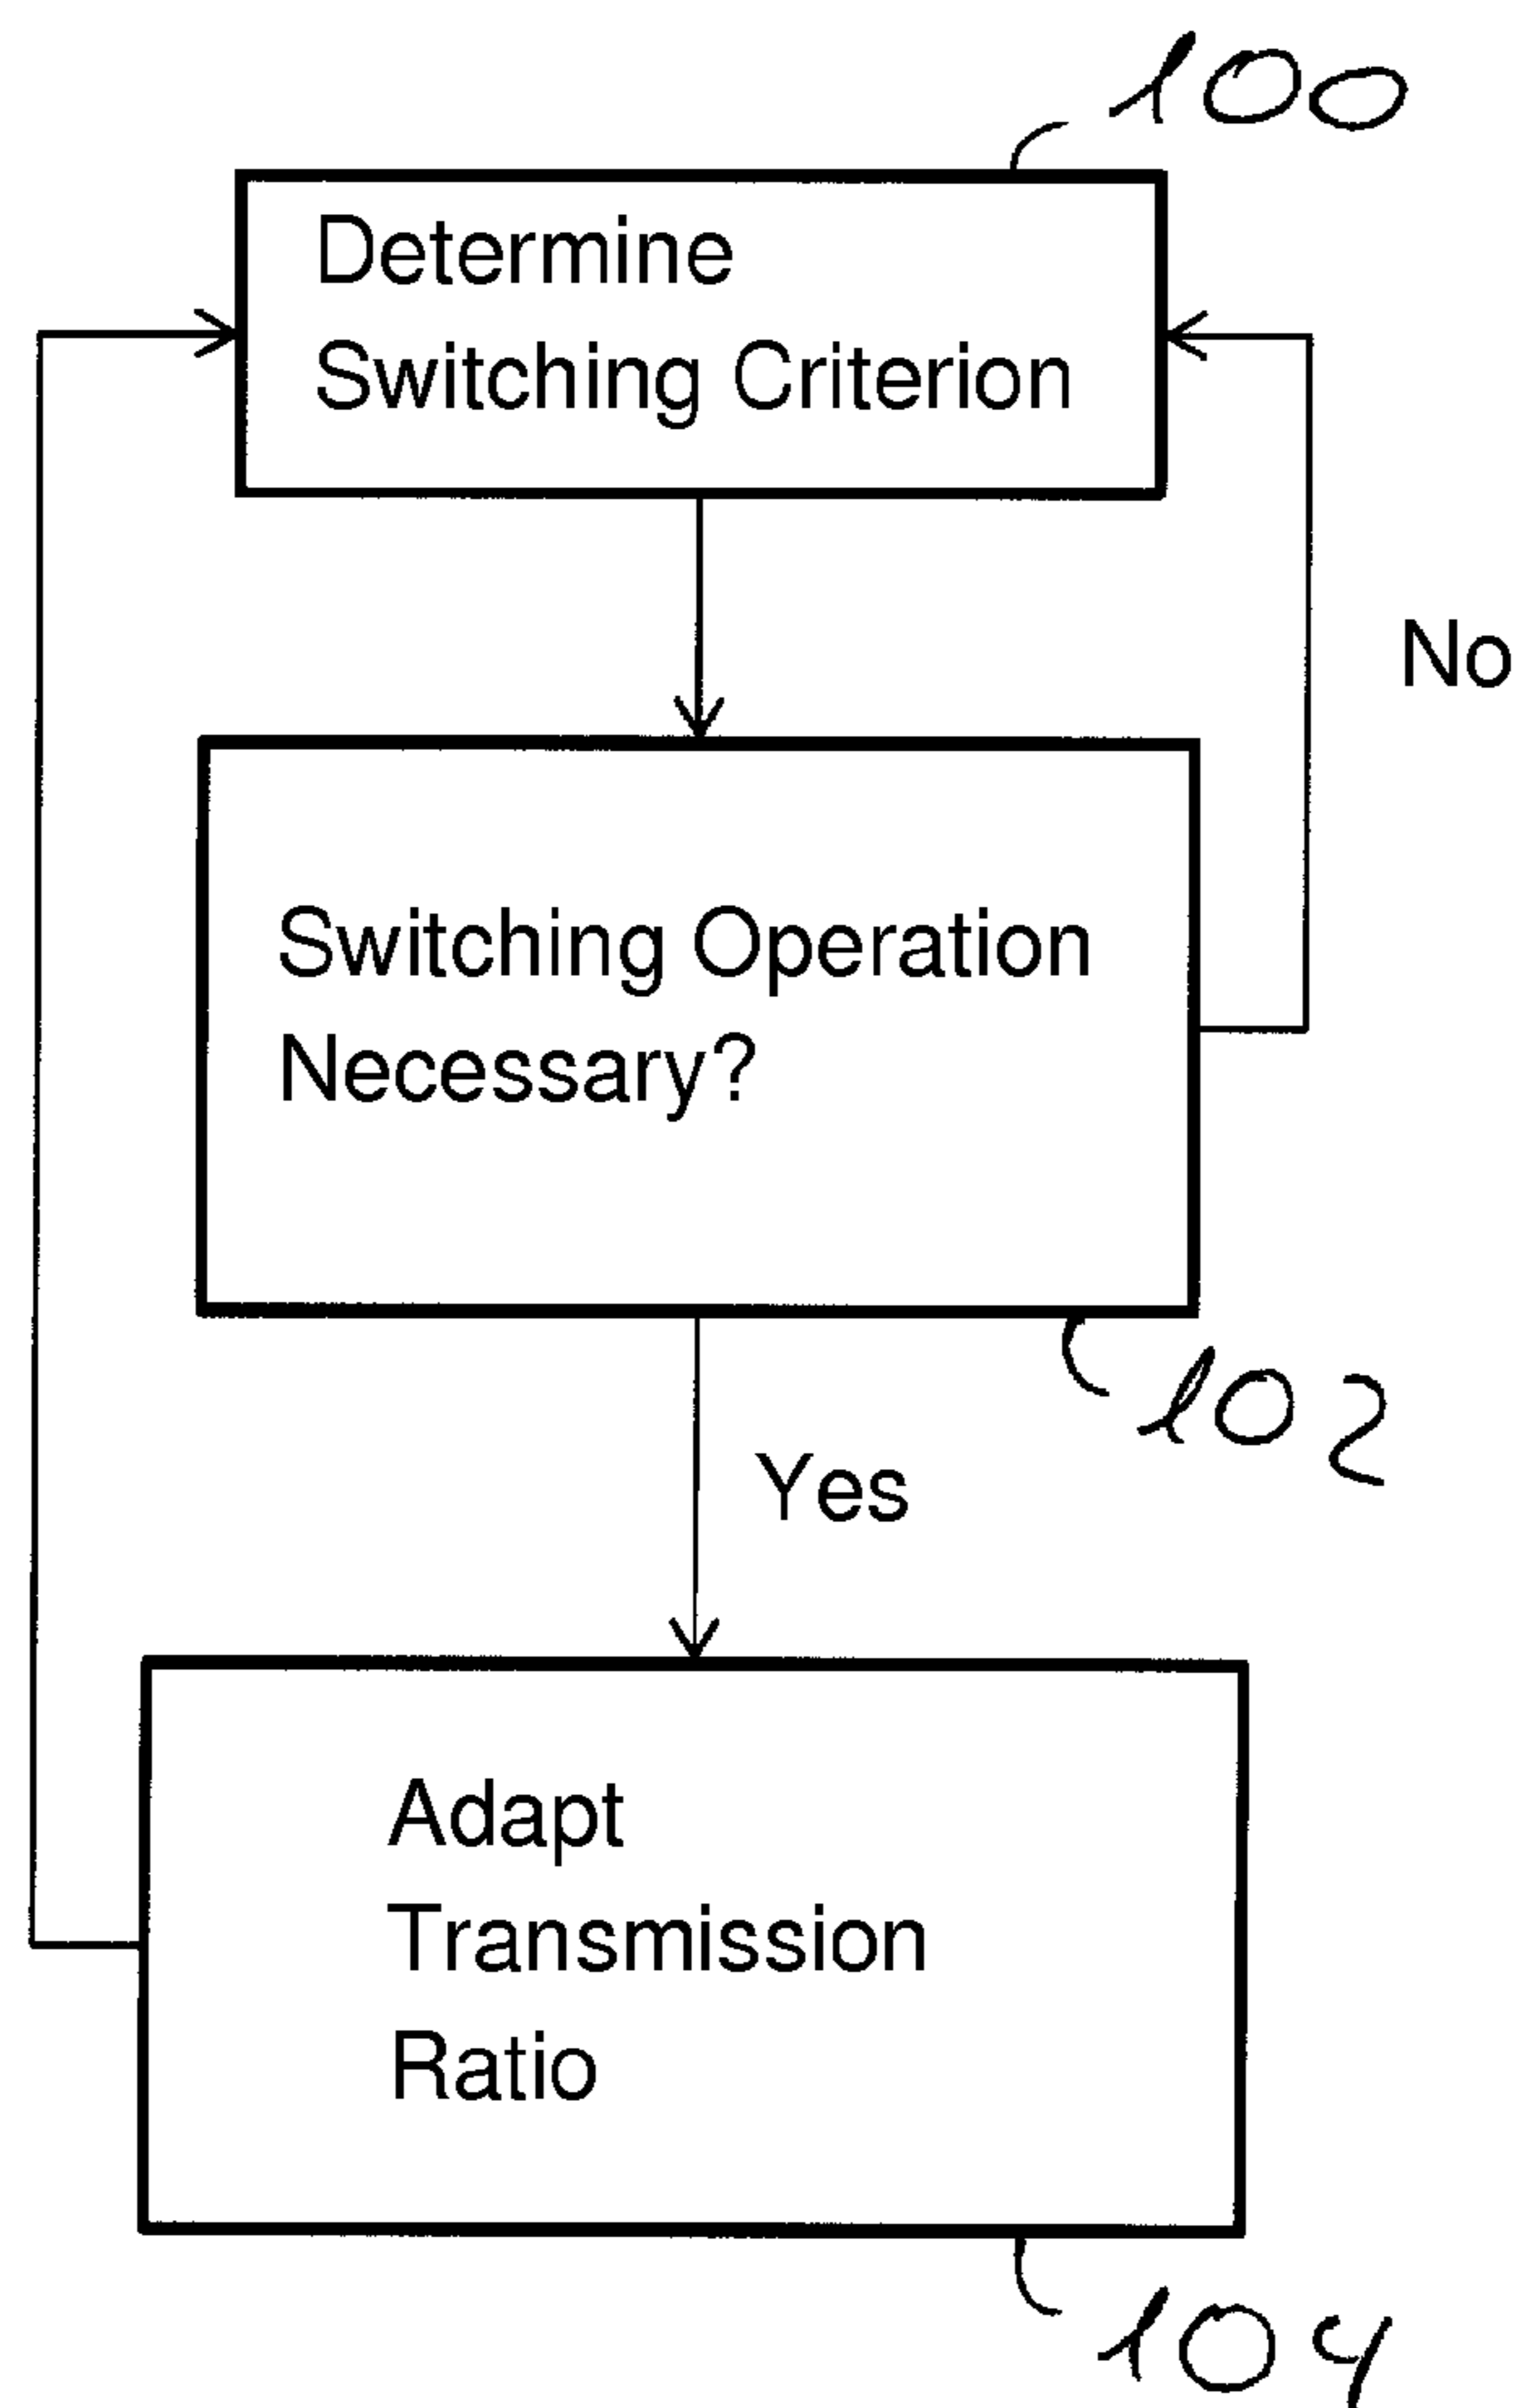 100
Determine
Switching Criterion
No
Switching Operation
Necessary?
102
Yes
Adapt
Transmission
Ratio
104